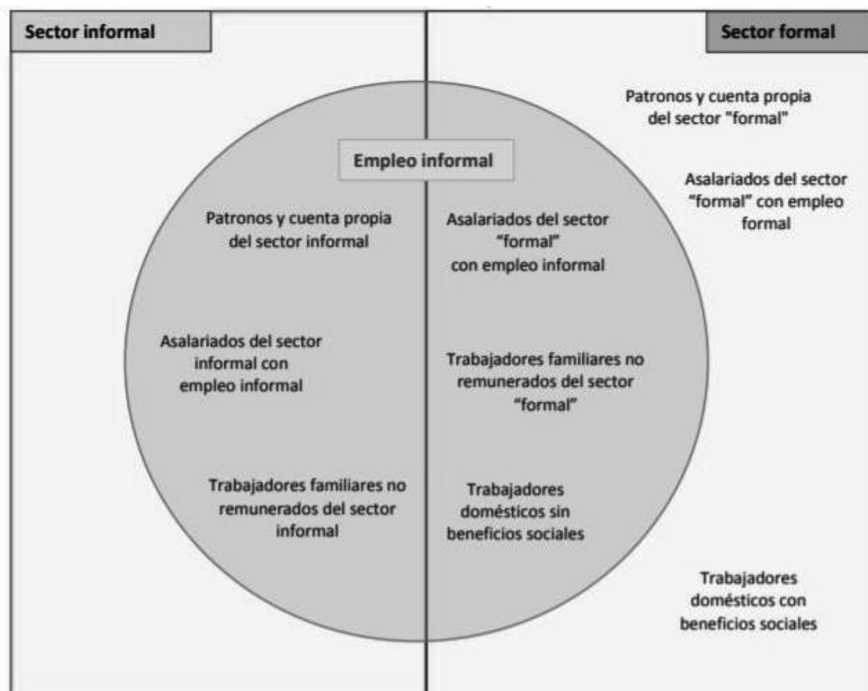 Sector informal
Sector formal
Patronos y cuenta propia
del sector "formal"
Asalariados del sector
“formal” con empleo
formal
Empleo informal
Patronos y cuenta propia
del sector informal
Asalariados del sector
“formal”
con empleo informal
Asalariados del sector
informal con
empleo informal
Trabajadores familiares no
remunerados del sector
“formal”
Trabajadores familiares no
remunerados del sector
informal
Trabajadores
domésticos sin
beneficios sociales
Trabajadores
domésticos con
beneficios sociales